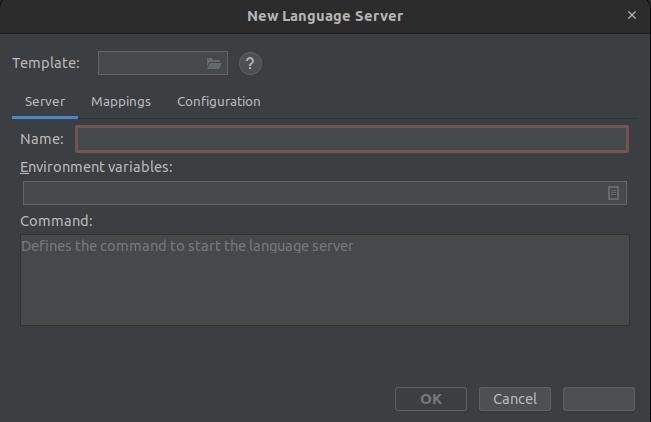 New Language Server
×
Template:
?
Server Mappings Configuration
Name:
Environment variables:
Command:
Defines the command to start the language server
OK Cancel